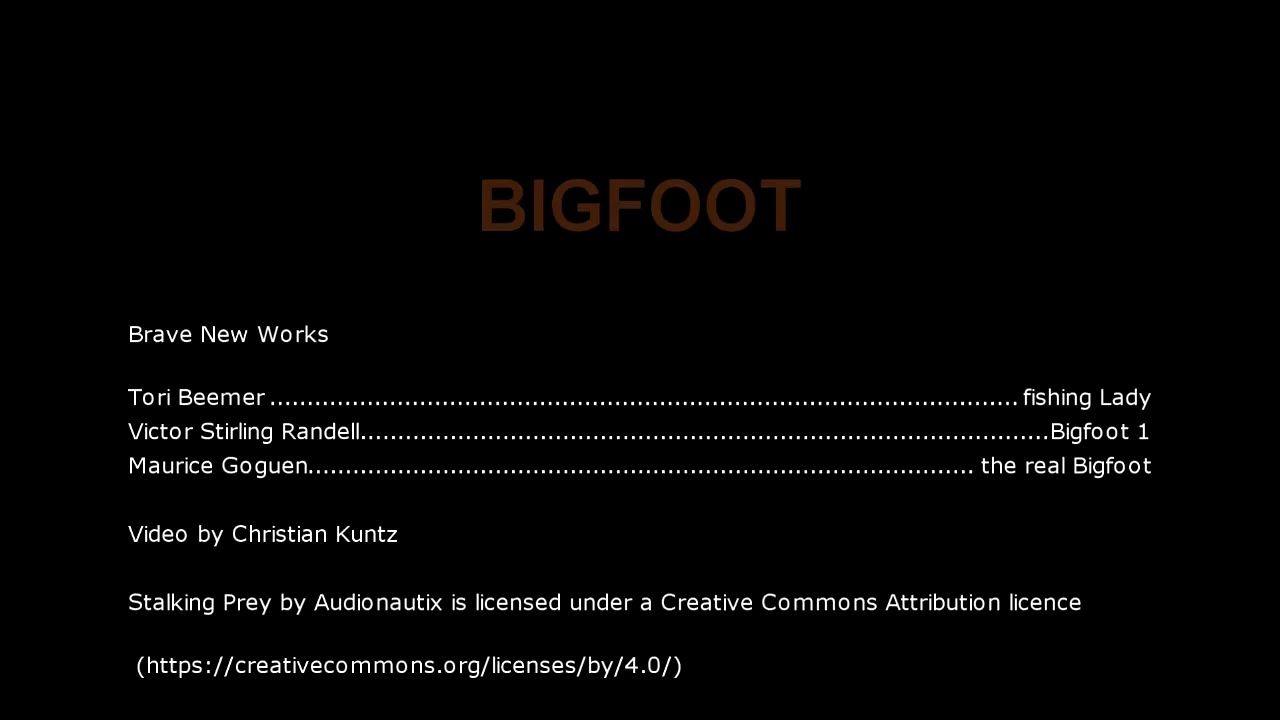 BIGFOOT
Brave New Works
Tori Beemer .................................................................................................... fishing Lady
Victor Stirling Randell............................................................................................Bigfoot 1
Maurice Goguen......................................................................................... the real Bigfoot
Video by Christian Kuntz
Stalking Prey by Audionautix is licensed under a Creative Commons Attribution licence
(https://creativecommons.org/licenses/by/4.0/)